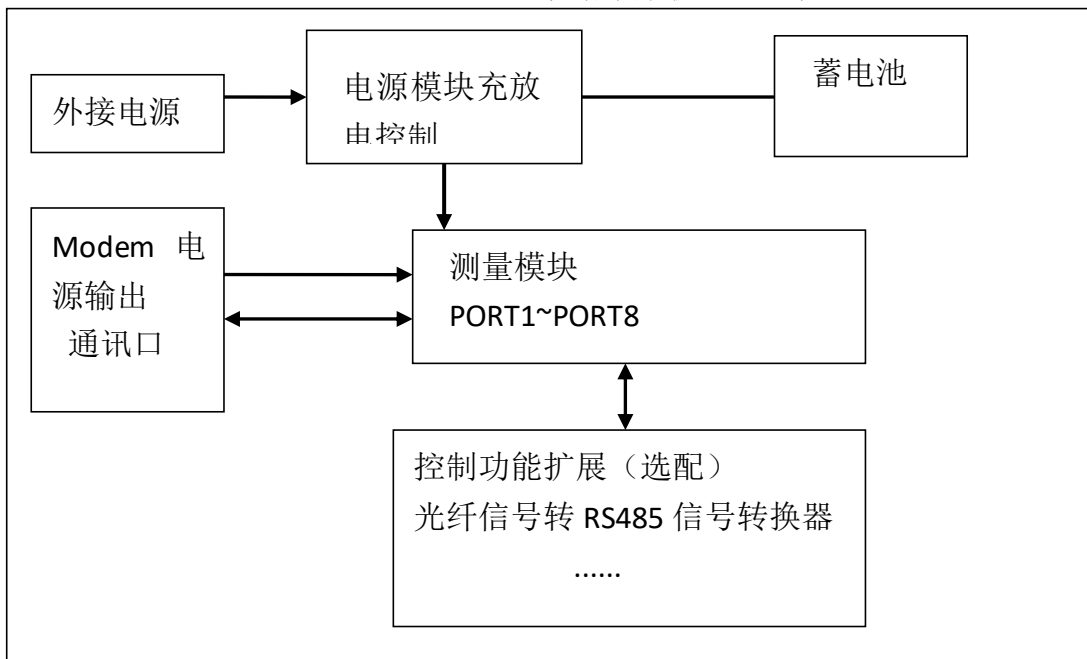 外接电源
电源模块充放
电控制
蓄电池
Modem 电
源输出
通讯口
测量模块
PORT1~PORT8
控制功能扩展（选配）
光纤信号转 RS485 信号转换器
......